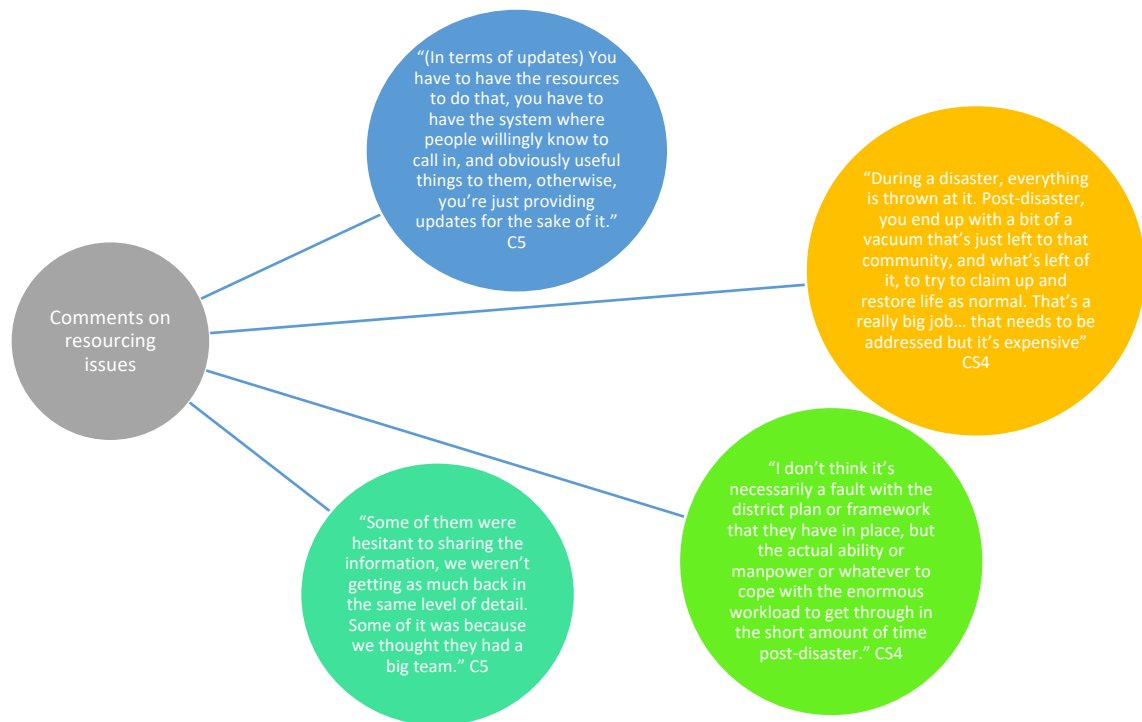 Comments on
resourcing
issues
“(In terms of updates) You
have to have the resources
to do that, you have to
have the system where
people willingly know to
call in, and obviously useful
things to them, otherwise,
you’re just providing
updates for the sake of it.”
C5
“During a disaster, everything
is thrown at it. Post-disaster,
you end up with a bit of a
vacuum that’s just left to that
community, and what’s left of
it, to try to claim up and
restore life as normal. That’s a
really big job… that needs to be
addressed but it’s expensive”
CS4
“I don’t think it’s
necessarily a fault with the
district plan or framework
that they have in place, but
the actual ability or
manpower or whatever to
cope with the enormous
workload to get through in
the short amount of time
post-disaster.” CS4
“Some of them were
hesitant to sharing the
information, we weren’t
getting as much back in
the same level of detail.
Some of it was because
we thought they had a
big team.” C5